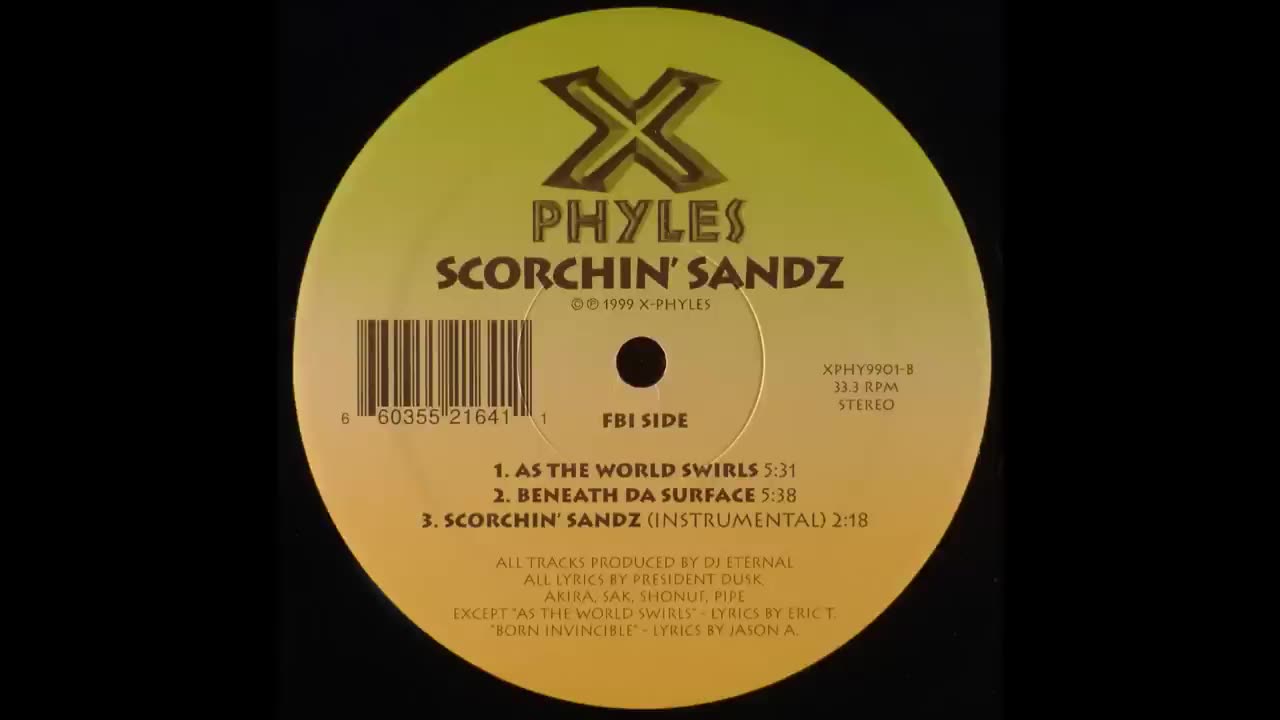 X
PHYLES
SCORCHIN' SANDZ
©℗ 1999 X-PHYLES
XPHY9901-B
33.3 RPM
STEREO
6 60355 21641 1
FBI SIDE
1. AS THE WORLD SWIRLS 5:31
2. BENEATH DA SURFACE 5:38
3. SCORCHIN' SANDZ (INSTRUMENTAL) 2:18
ALL TRACKS PRODUCED BY DJ ETERNAL
ALL LYRICS BY PRESIDENT DUSK,
AKIRA, SAK, SHONUF, PIPE
EXCEPT "AS THE WORLD SWIRLS" - LYRICS BY ERIC T.
"BORN INVINCIBLE" - LYRICS BY JASON A.